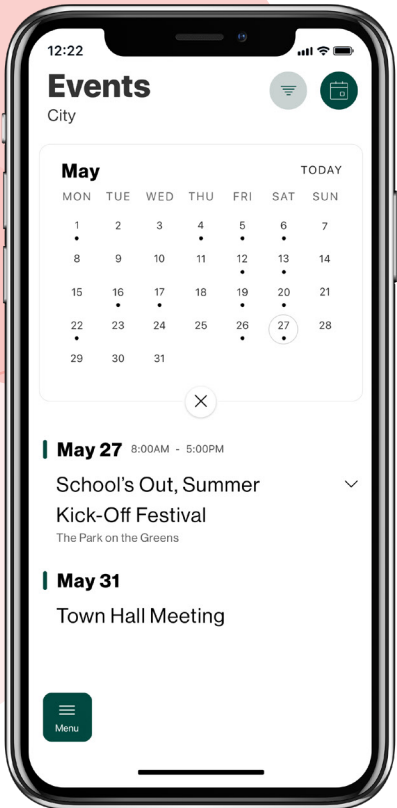 12:22
Events
City
May TODAY
MON TUE WED THU FRI SAT SUN
1 2 3 4 5 6 7
8 9 10 11 12 13 14
15 16 17 18 19 20 21
22 23 24 25 26 27 28
29 30 31
May 27 8:00AM - 5:00PM
School's Out, Summer
Kick-Off Festival
The Park on the Greens
May 31
Town Hall Meeting
Menu